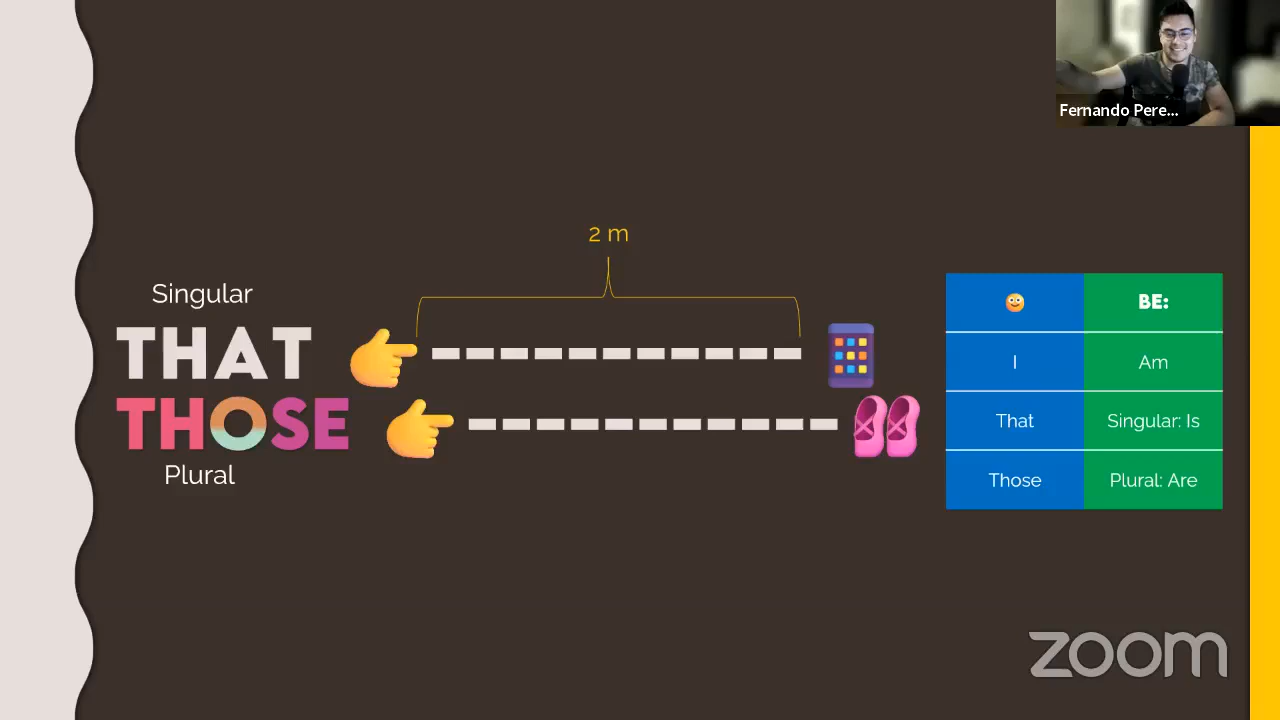 Fernando Pere...
2 m
Singular
THAT
THOSE
Plural
BE:
I Am
That Singular: Is
Those Plural: Are
zoom